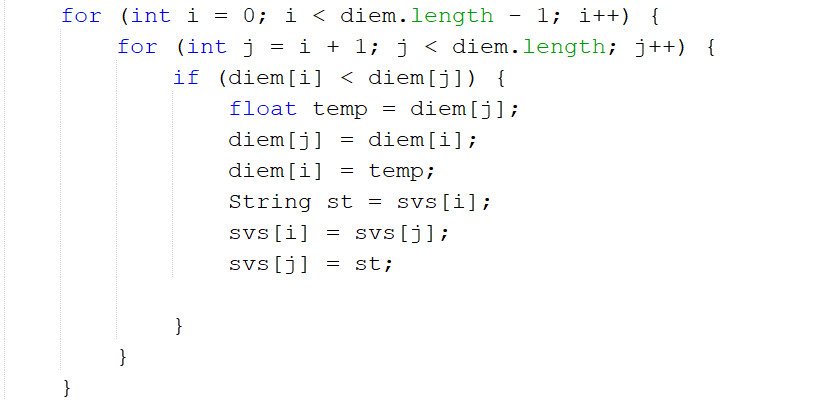 for (int i = 0; i < diem.length - 1; i++) {
for (int j = i + 1; j < diem.length; j++) {
if (diem[i] < diem[j]) {
float temp = diem[j];
diem[j] = diem[i];
diem[i] = temp;
String st = svs[i];
svs[i] = svs[j];
svs[j] = st;
}
}
}